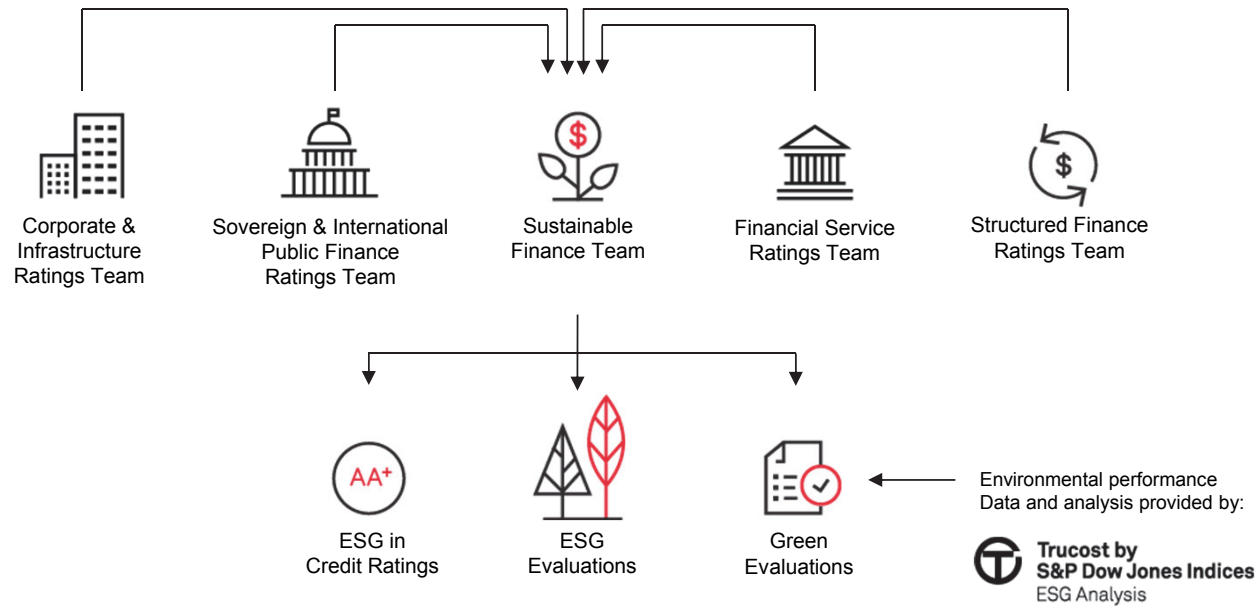 $
$
Corporate &
Infrastructure
Ratings Team
Sovereign & International
Public Finance
Ratings Team
Sustainable
Finance Team
Financial Service
Ratings Team
Structured Finance
Ratings Team
AA+
ESG in
Credit Ratings
ESG
Evaluations
Green
Evaluations
Environmental performance
Data and analysis provided by:
Trucost by
S&P Dow Jones Indices
ESG Analysis